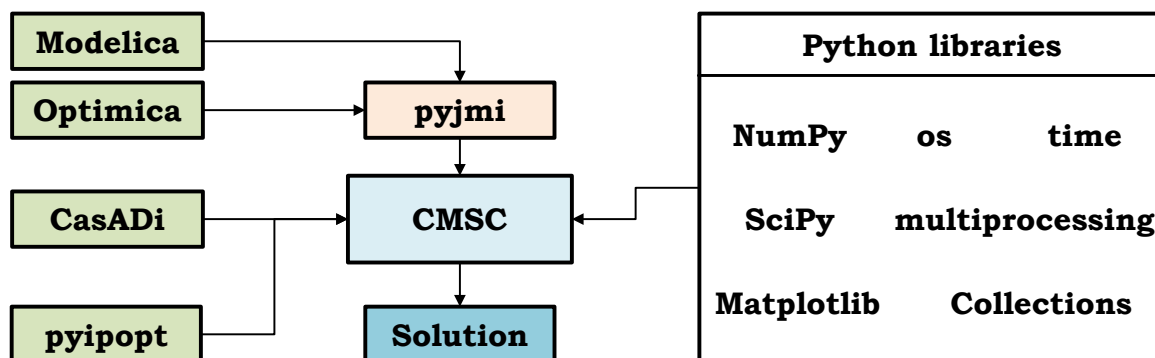 Modelica
Optimica
pyjmi
CasADi
CMSC
pyipopt
Solution
Python libraries
NumPy os time
SciPy multiprocessing
Matplotlib Collections